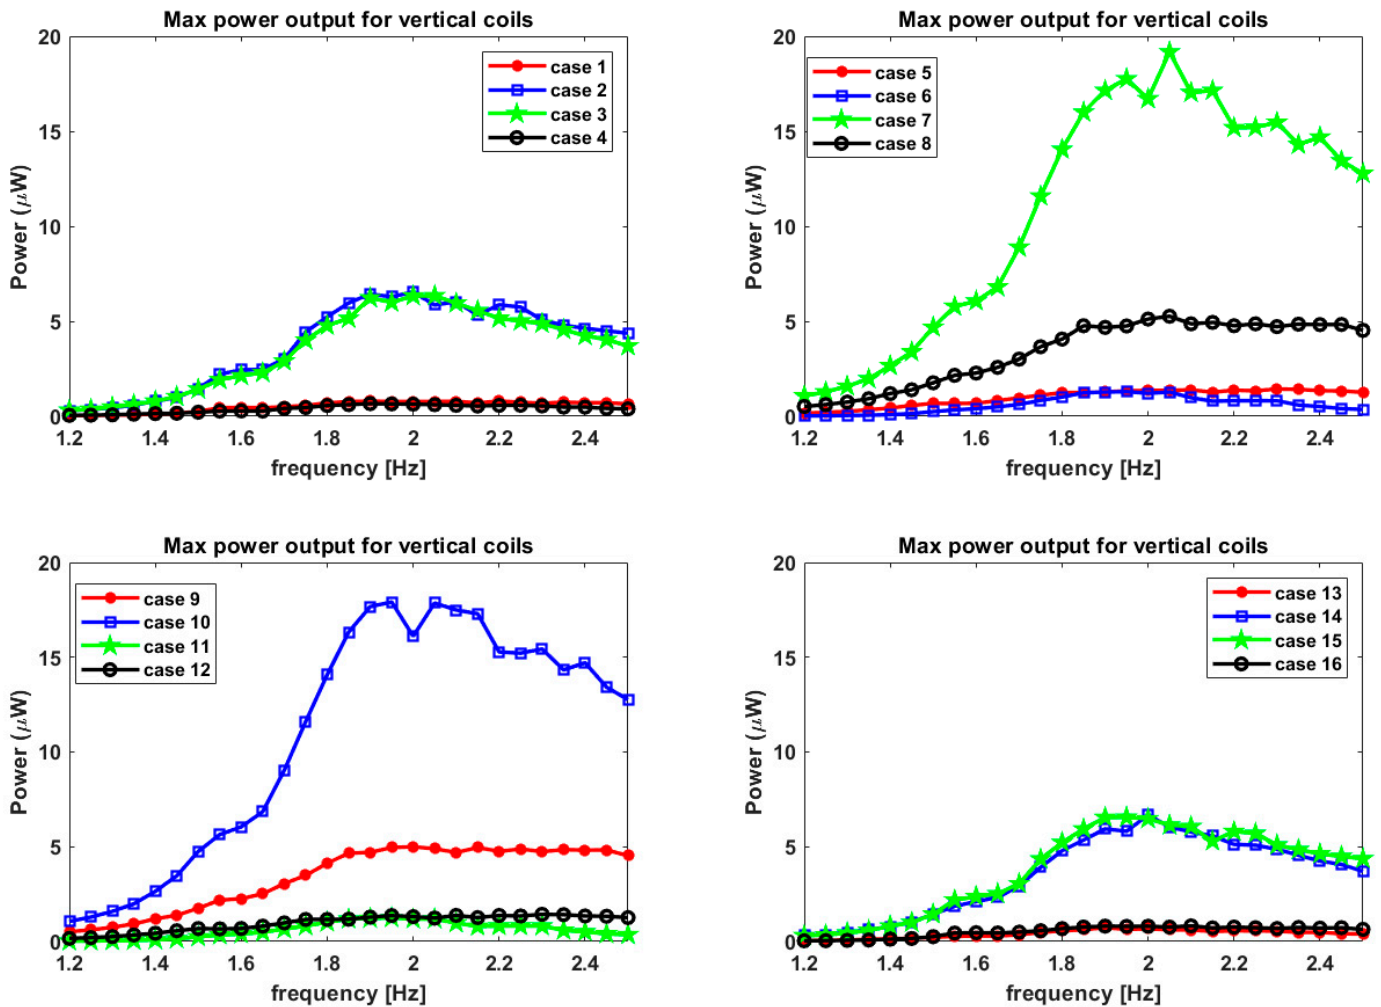 Max power output for vertical coils
20
15
10
5
0
Power (μW)
case 1
case 2
case 3
case 4
1.2 1.4 1.6 1.8 2 2.2 2.4
frequency [Hz]
Max power output for vertical coils
20
15
10
5
0
Power (μW)
case 5
case 6
case 7
case 8
1.2 1.4 1.6 1.8 2 2.2 2.4
frequency [Hz]
Max power output for vertical coils
20
15
10
5
0
Power (μW)
case 9
case 10
case 11
case 12
1.2 1.4 1.6 1.8 2 2.2 2.4
frequency [Hz]
Max power output for vertical coils
20
15
10
5
0
Power (μW)
case 13
case 14
case 15
case 16
1.2 1.4 1.6 1.8 2 2.2 2.4
frequency [Hz]